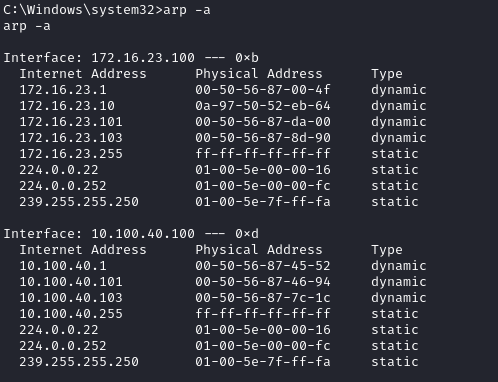 C:\Windows\system32>arp -a
arp -a
Interface: 172.16.23.100 --- 0×b
Internet Address Physical Address Type
172.16.23.1 00-50-56-87-00-4f dynamic
172.16.23.10 0a-97-50-52-eb-64 dynamic
172.16.23.101 00-50-56-87-da-00 dynamic
172.16.23.103 00-50-56-87-8d-90 dynamic
172.16.23.255 ff-ff-ff-ff-ff-ff static
224.0.0.22 01-00-5e-00-00-16 static
224.0.0.252 01-00-5e-00-00-fc static
239.255.255.250 01-00-5e-7f-ff-fa static
Interface: 10.100.40.100 --- 0×d
Internet Address Physical Address Type
10.100.40.1 00-50-56-87-45-52 dynamic
10.100.40.101 00-50-56-87-46-94 dynamic
10.100.40.103 00-50-56-87-7c-1c dynamic
10.100.40.255 ff-ff-ff-ff-ff-ff static
224.0.0.22 01-00-5e-00-00-16 static
224.0.0.252 01-00-5e-00-00-fc static
239.255.255.250 01-00-5e-7f-ff-fa static